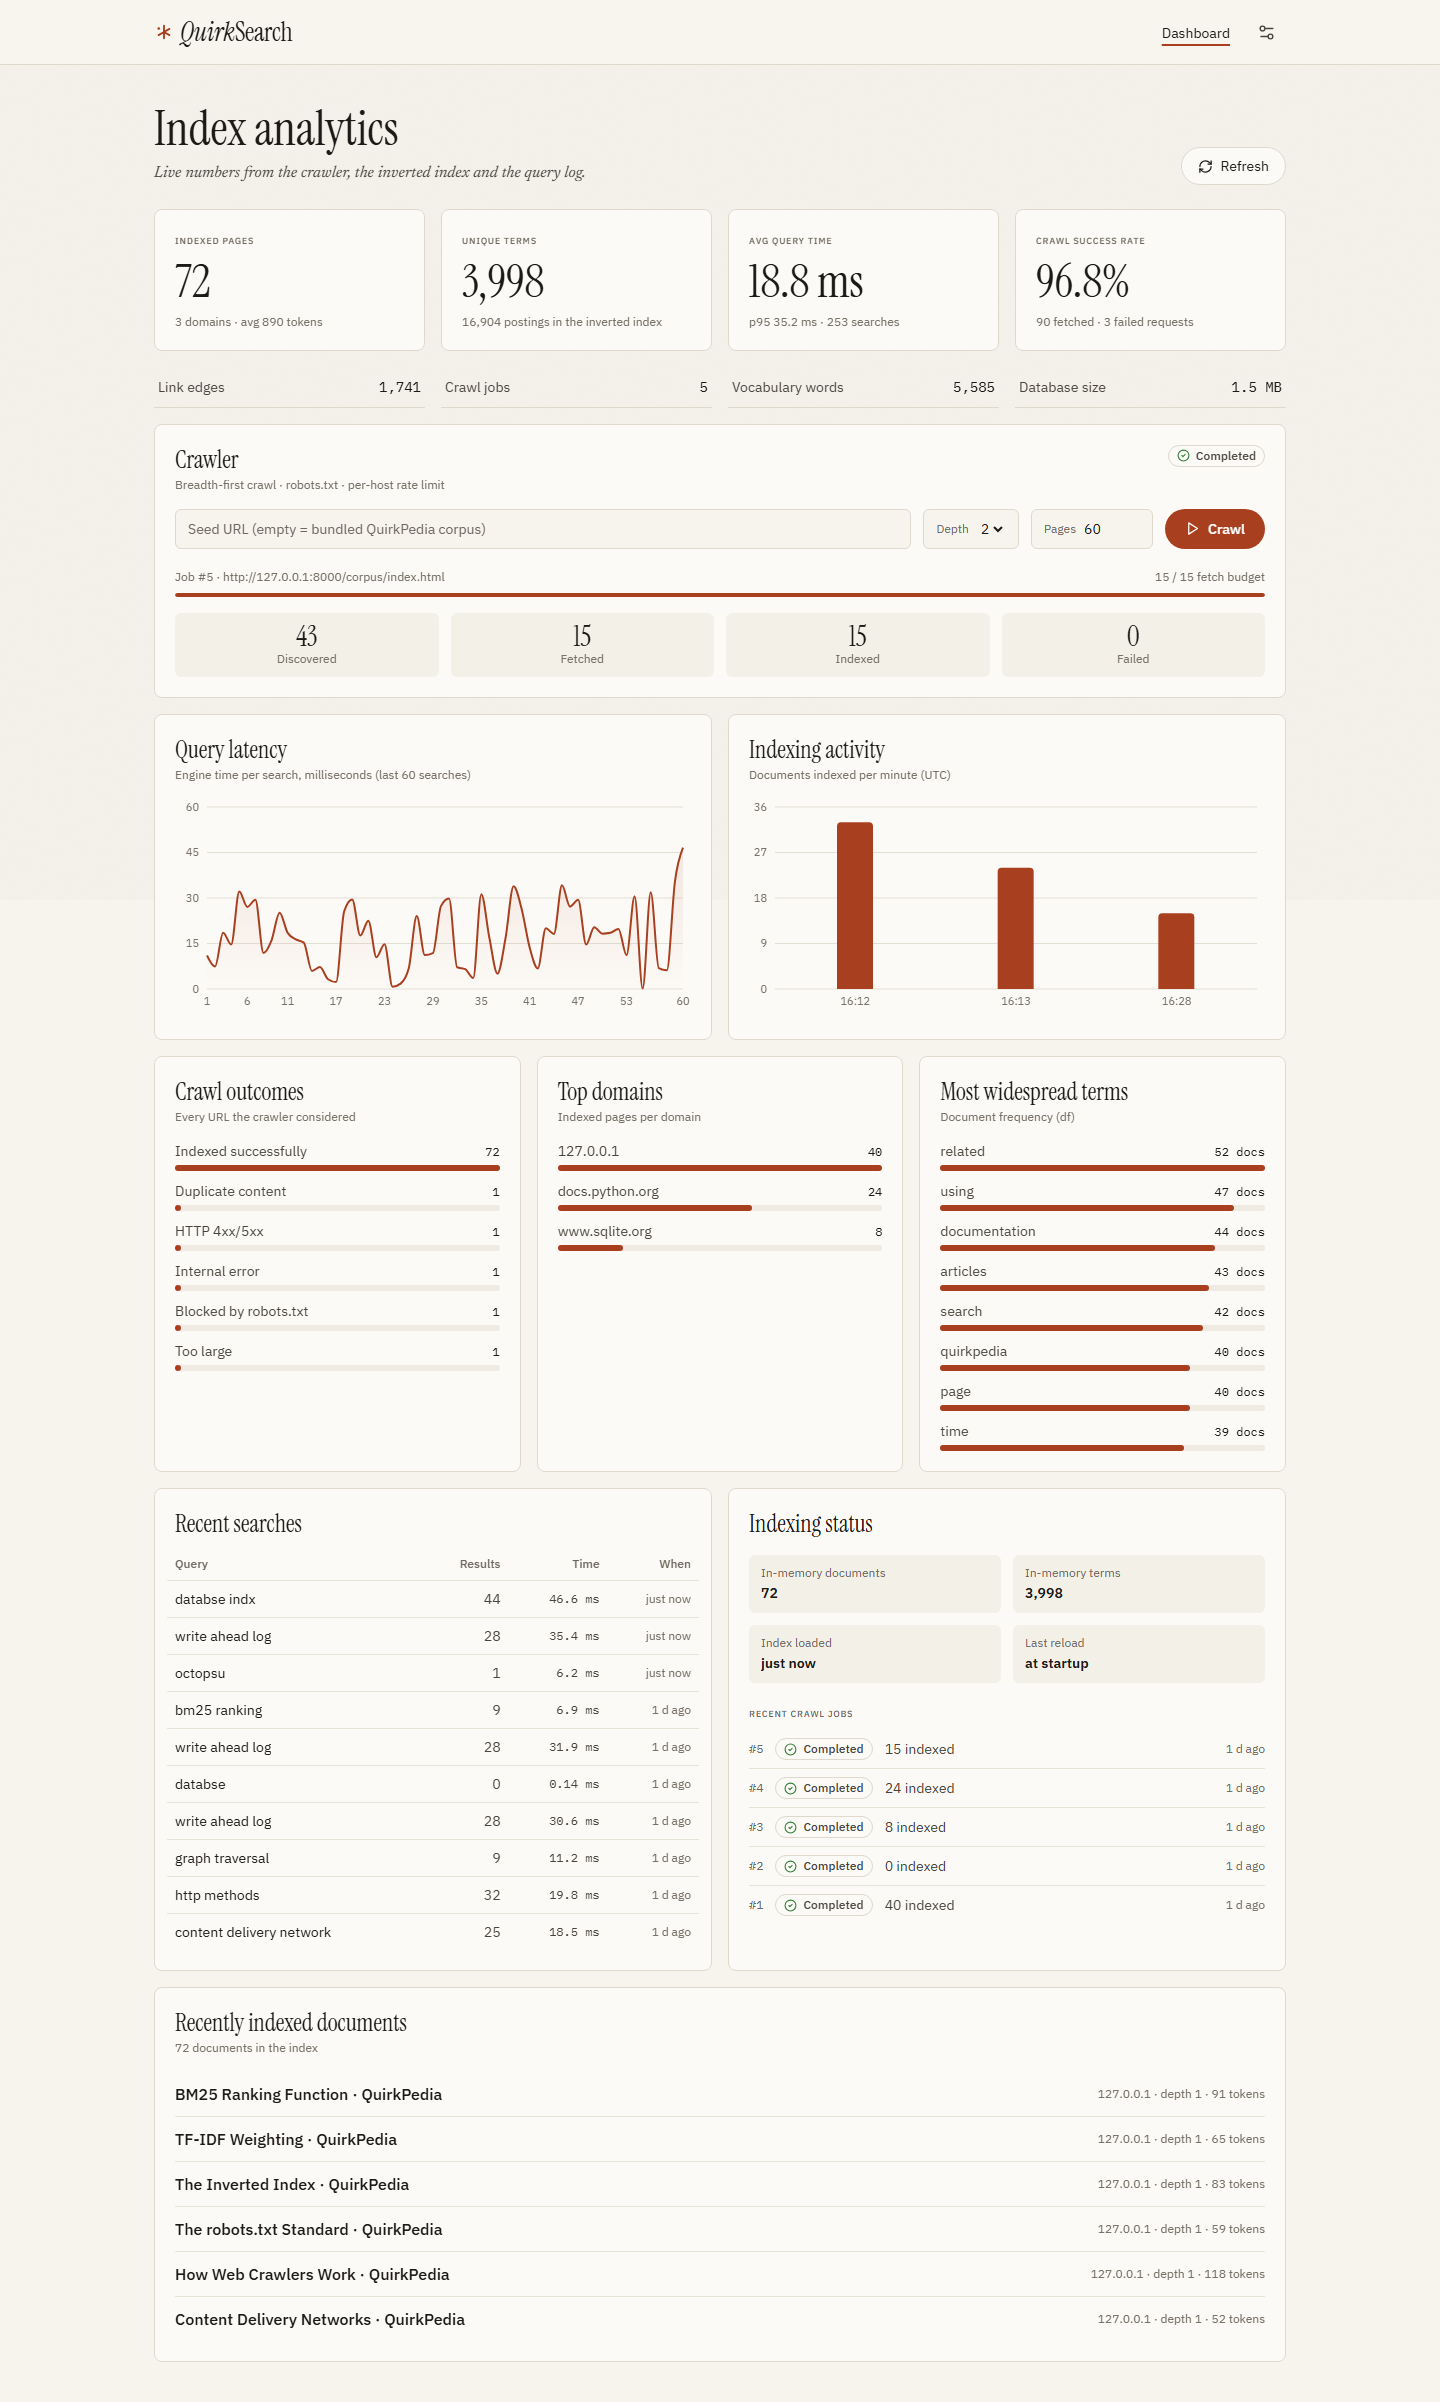 QuirkSearch
Dashboard
Index analytics
Live numbers from the crawler, the inverted index and the query log.
Refresh
INDEXED PAGES
72
3 domains · avg 890 tokens
UNIQUE TERMS
3,998
16,904 postings in the inverted index
AVG QUERY TIME
18.8 ms
p95 35.2 ms · 253 searches
CRAWL SUCCESS RATE
96.8%
90 fetched · 3 failed requests
Link edges 1,741
Crawl jobs 5
Vocabulary words 5,585
Database size 1.5 MB
Crawler
Completed
Breadth-first crawl · robots.txt · per-host rate limit
Seed URL (empty = bundled QuirkPedia corpus)
Depth 2
Pages 60
Crawl
Job #5 · http://127.0.0.1:8000/corpus/index.html
15 / 15 fetch budget
43
Discovered
15
Fetched
15
Indexed
0
Failed
Query latency
Engine time per search, milliseconds (last 60 searches)
60
45
30
15
0
1 6 11 17 23 29 35 41 47 53 60
Indexing activity
Documents indexed per minute (UTC)
36
27
18
9
0
16:12 16:13 16:28
Crawl outcomes
Every URL the crawler considered
Indexed successfully 72
Duplicate content 1
HTTP 4xx/5xx 1
Internal error 1
Blocked by robots.txt 1
Too large 1
Top domains
Indexed pages per domain
127.0.0.1 40
docs.python.org 24
www.sqlite.org 8
Most widespread terms
Document frequency (df)
related 52 docs
using 47 docs
documentation 44 docs
articles 43 docs
search 42 docs
quirkpedia 40 docs
page 40 docs
time 39 docs
Recent searches
Query Results Time When
databse indx 44 46.6 ms just now
write ahead log 28 35.4 ms just now
octopsu 1 6.2 ms just now
bm25 ranking 9 6.9 ms 1 d ago
write ahead log 28 31.9 ms 1 d ago
databse 0 0.14 ms 1 d ago
write ahead log 28 30.6 ms 1 d ago
graph traversal 9 11.2 ms 1 d ago
http methods 32 19.8 ms 1 d ago
content delivery network 25 18.5 ms 1 d ago
Indexing status
In-memory documents
72
In-memory terms
3,998
Index loaded
just now
Last reload
at startup
RECENT CRAWL JOBS
#5 Completed 15 indexed 1 d ago
#4 Completed 24 indexed 1 d ago
#3 Completed 8 indexed 1 d ago
#2 Completed 0 indexed 1 d ago
#1 Completed 40 indexed 1 d ago
Recently indexed documents
72 documents in the index
BM25 Ranking Function · QuirkPedia 127.0.0.1 · depth 1 · 91 tokens
TF-IDF Weighting · QuirkPedia 127.0.0.1 · depth 1 · 65 tokens
The Inverted Index · QuirkPedia 127.0.0.1 · depth 1 · 83 tokens
The robots.txt Standard · QuirkPedia 127.0.0.1 · depth 1 · 59 tokens
How Web Crawlers Work · QuirkPedia 127.0.0.1 · depth 1 · 118 tokens
Content Delivery Networks · QuirkPedia 127.0.0.1 · depth 1 · 52 tokens